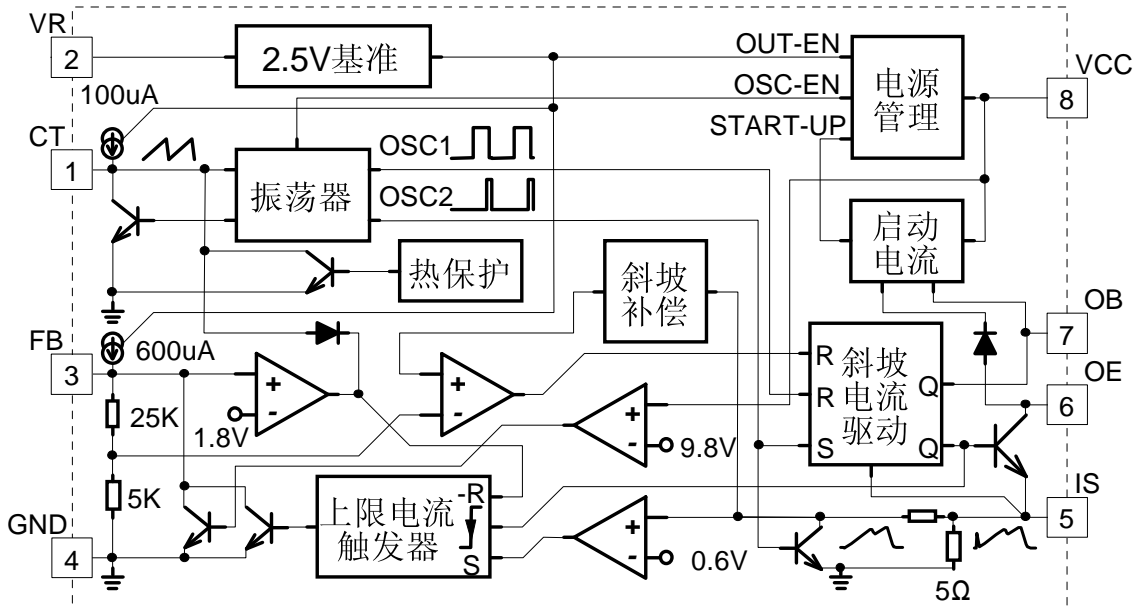 VR
2
2.5V基准
OUT-EN
OSC-EN
START-UP
电源
管理
VCC
8
100uA
CT
1
振荡器
OSC1
OSC2
热保护
斜坡
补偿
启动
电流
OB
7
FB
3
600uA
+
-
1.8V
25K
5K
+
-
+
-
9.8V
R
R
S
斜坡
电流
驱动
Q
Q
OE
6
IS
5
GND
4
上限电流
触发器
-R
S
+
-
0.6V
5Ω